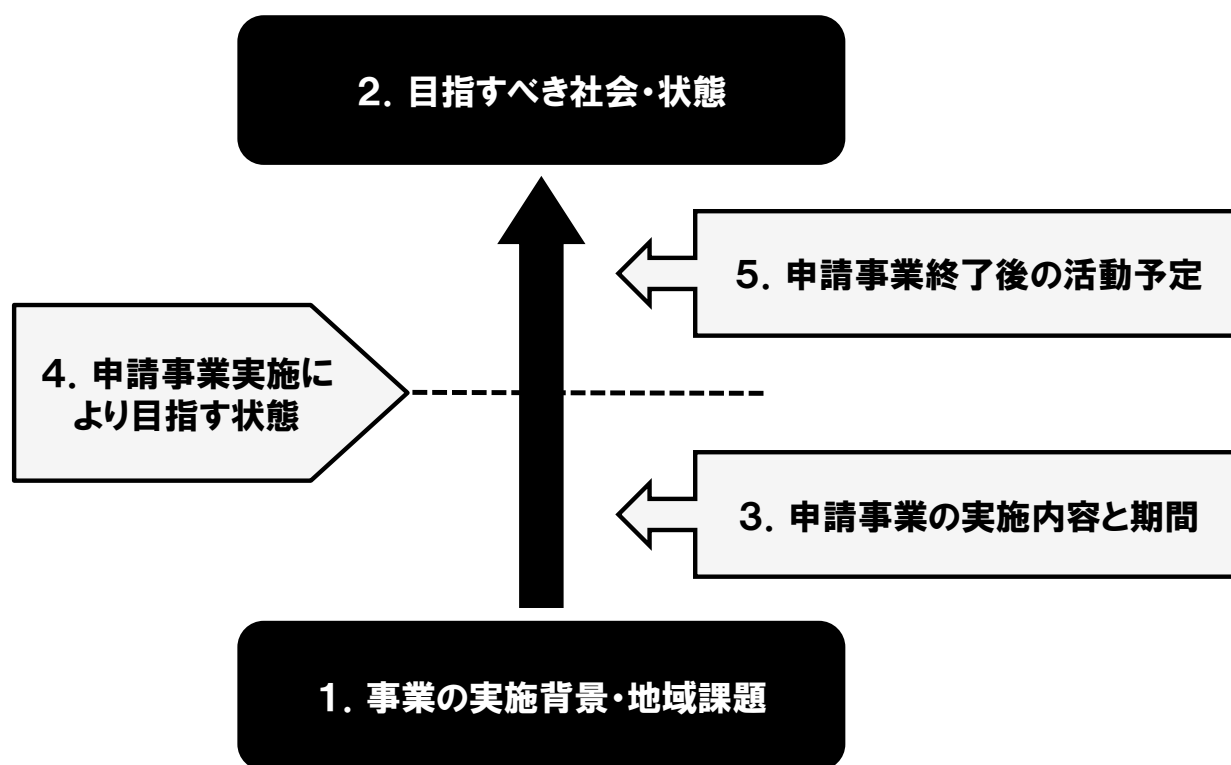 2. 目指すべき社会・状態
5. 申請事業終了後の活動予定
4. 申請事業実施に
より目指す状態
3. 申請事業の実施内容と期間
1. 事業の実施背景・地域課題